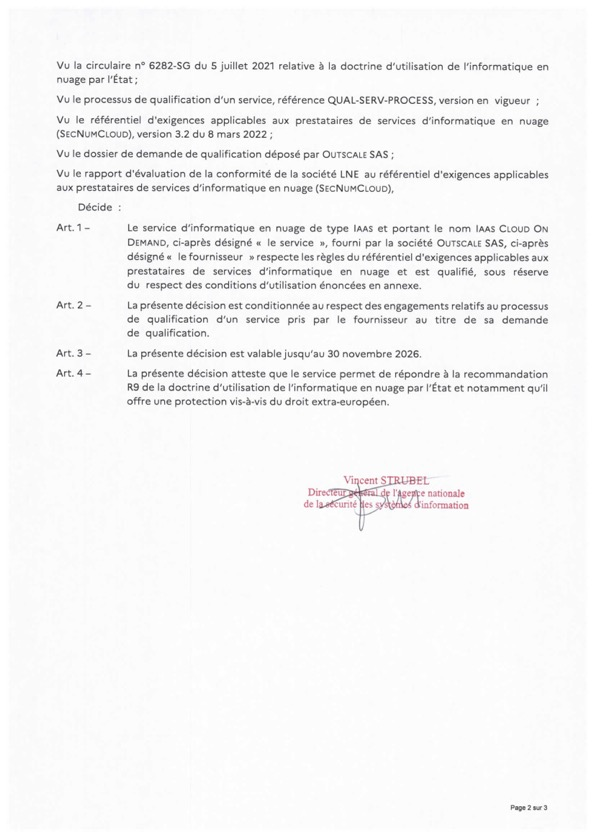 Vu la circulaire n° 6282-SG du 5 juillet 2021 relative à la doctrine d'utilisation de l'informatique en
nuage par l'État ;
Vu le processus de qualification d'un service, référence QUAL-SERV-PROCESS, version en vigueur ;
Vu le référentiel d'exigences applicables aux prestataires de services d'informatique en nuage
(SECNUMCLOUD), version 3.2 du 8 mars 2022 ;
Vu le dossier de demande de qualification déposé par OUTSCALE SAS ;
Vu le rapport d'évaluation de la conformité de la société LNE au référentiel d'exigences applicables
aux prestataires de services d'informatique en nuage (SECNUMCLOUD),
Décide :
Art. 1 – Le service d'informatique en nuage de type IAAS et portant le nom IAAS CLOUD ON
DEMAND, ci-après désigné « le service », fourni par la société OUTSCALE SAS, ci-après
désigné « le fournisseur » respecte les règles du référentiel d'exigences applicables aux
prestataires de services d'informatique en nuage et est qualifié, sous réserve
du respect des conditions d'utilisation énoncées en annexe.
Art. 2 – La présente décision est conditionnée au respect des engagements relatifs au processus
de qualification d'un service pris par le fournisseur au titre de sa demande
de qualification.
Art. 3 – La présente décision est valable jusqu'au 30 novembre 2026.
Art. 4 – La présente décision atteste que le service permet de répondre à la recommandation
R9 de la doctrine d'utilisation de l'informatique en nuage par l'État et notamment qu'il
offre une protection vis-à-vis du droit extra-européen.
Vincent STRUBEL
Directeur général de l'Agence nationale
de la sécurité des systèmes d'information
Page 2 sur 3